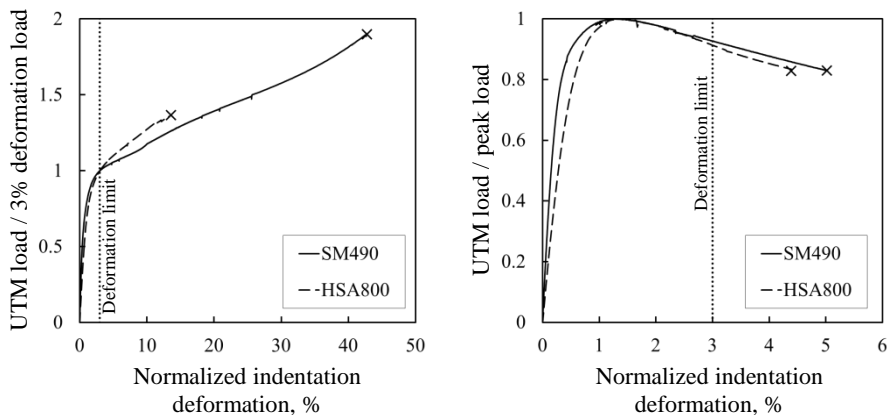 UTM load / 3% deformation load
2
1.5
1
0.5
0
Deformation limit
SM490
HSA800
0
10
20
30
40
50
Normalized indentation
deformation, %
UTM load / peak load
1
0.8
0.6
0.4
0.2
0
Deformation limit
SM490
HSA800
0
1
2
3
4
5
6
Normalized indentation
deformation, %